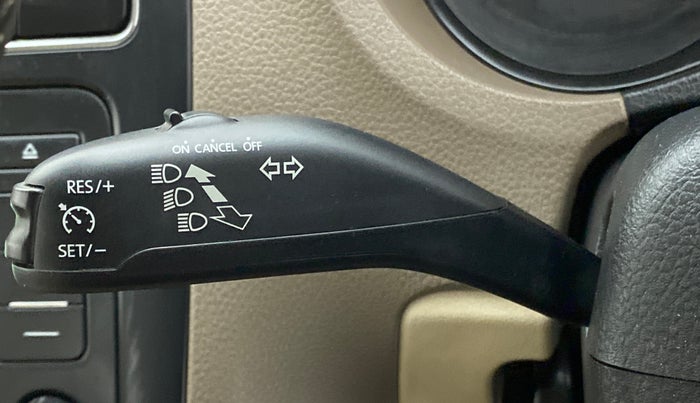 ON CANCEL OFF
RES/+
SET/−